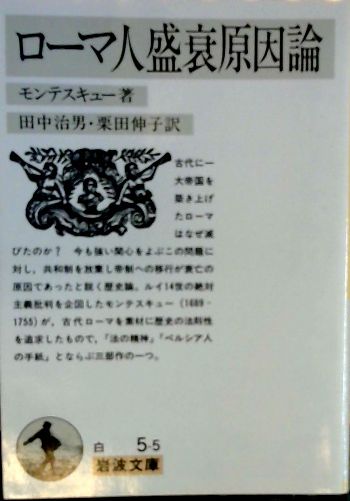 ローマ人盛衰原因論
モンテスキュー著
田中治男・栗田伸子訳
古代に一
大帝国を
築き上げ
たローマ
はなぜ滅
びたのか? 今も強い関心をよぶこの問題に
対し,共和制を放棄し帝制への移行が衰亡の
原因であったと説く歴史論.ルイ14世の絶対
主義批判を企図したモンテスキュー(1689-
1755)が,古代ローマを素材に歴史の法則性
を追求したもので,「法の精神」「ペルシア人
の手紙」とならぶ三部作の一つ.
白 5-5
岩波文庫